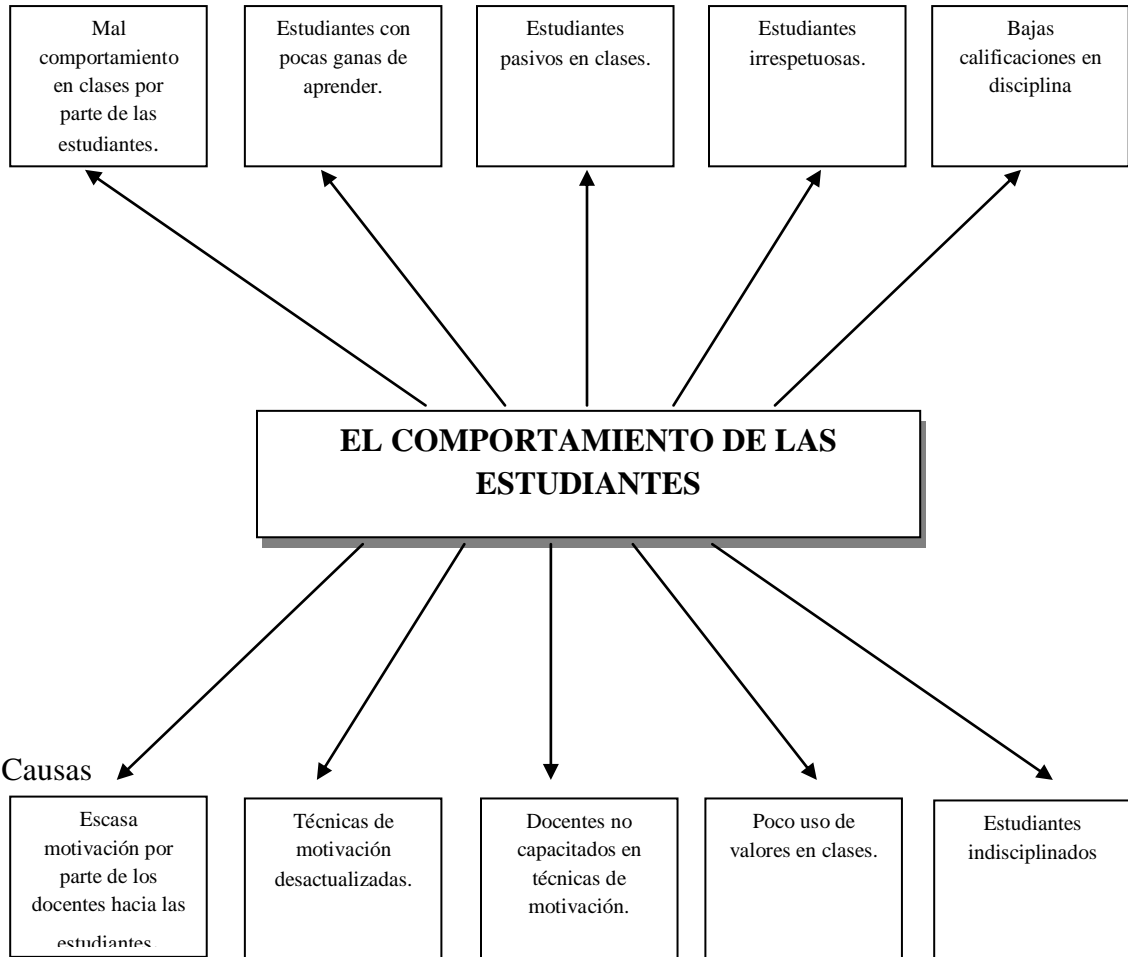 Mal
comportamiento
en clases por
parte de las
estudiantes.
Estudiantes con
pocas ganas de
aprender.
Estudiantes
pasivos en clases.
Estudiantes
irrespetuosas.
Bajas
calificaciones en
disciplina
EL COMPORTAMIENTO DE LAS
ESTUDIANTES
Causas
Escasa
motivación por
parte de los
docentes hacia las
estudiantes.
Técnicas de
motivación
desactualizadas.
Docentes no
capacitados en
técnicas de
motivación.
Poco uso de
valores en clases.
Estudiantes
indisciplinados